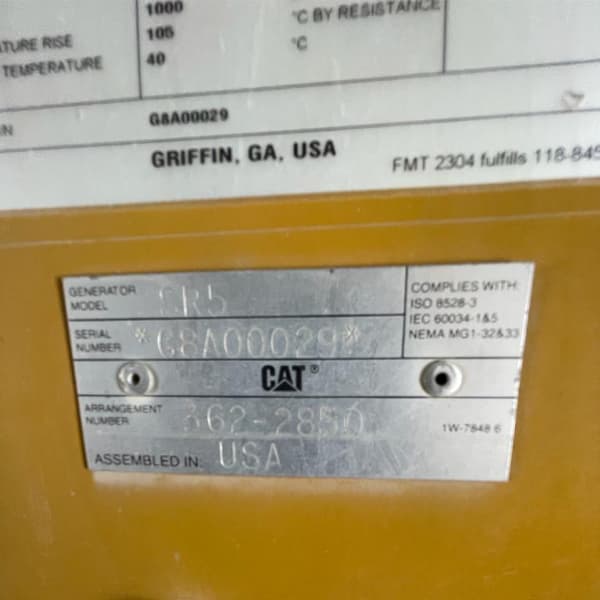 1000
°C BY RESISTANCE
RISE
105
°C
TEMPERATURE
40
G8A00029
GRIFFIN, GA, USA
FMT 2304 fulfills 118-845
GENERATOR
MODEL
SR5
COMPLIES WITH:
ISO 8528-3
IEC 60034-1&5
NEMA MG1-32&33
SERIAL
NUMBER
*G8A00029*
CAT®
ARRANGEMENT
NUMBER
362-2850
1W-7848 6
ASSEMBLED IN: USA